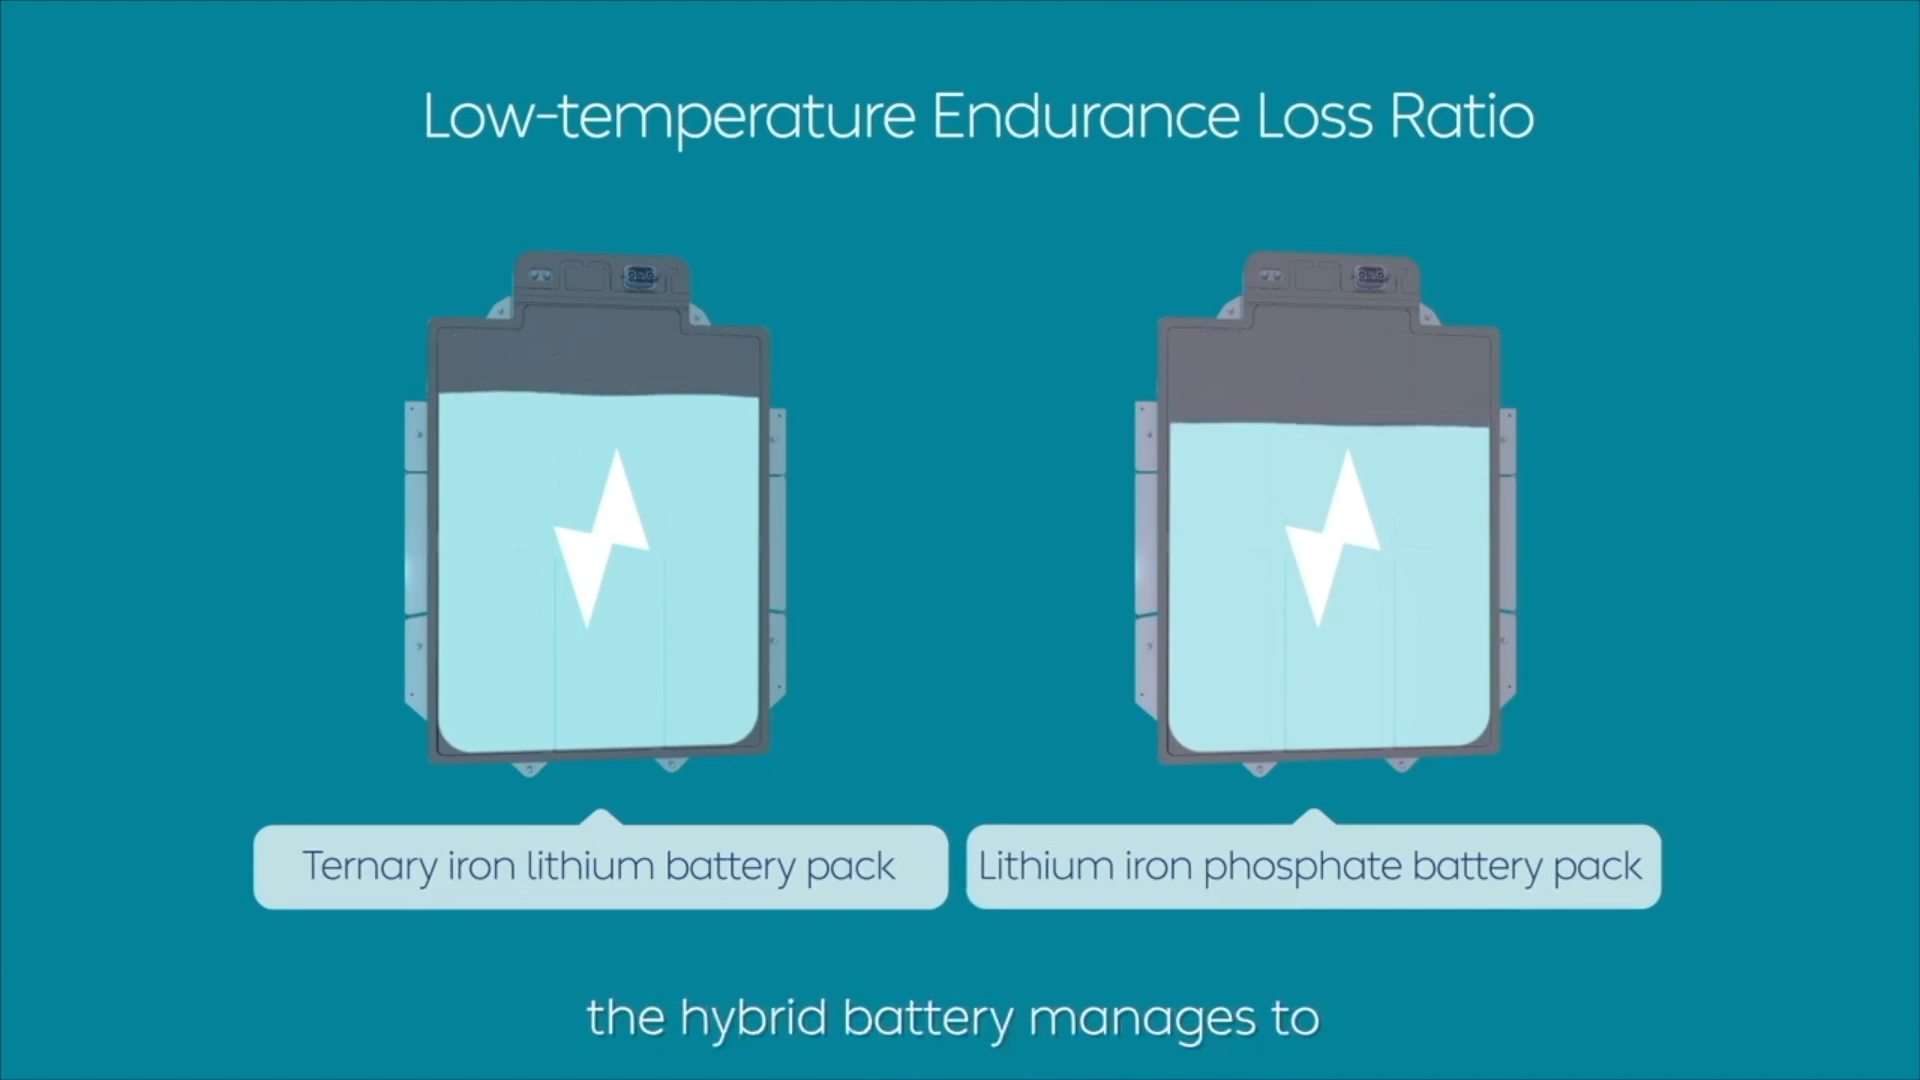 Low-temperature Endurance Loss Ratio
Ternary iron lithium battery pack
Lithium iron phosphate battery pack
the hybrid battery manages to